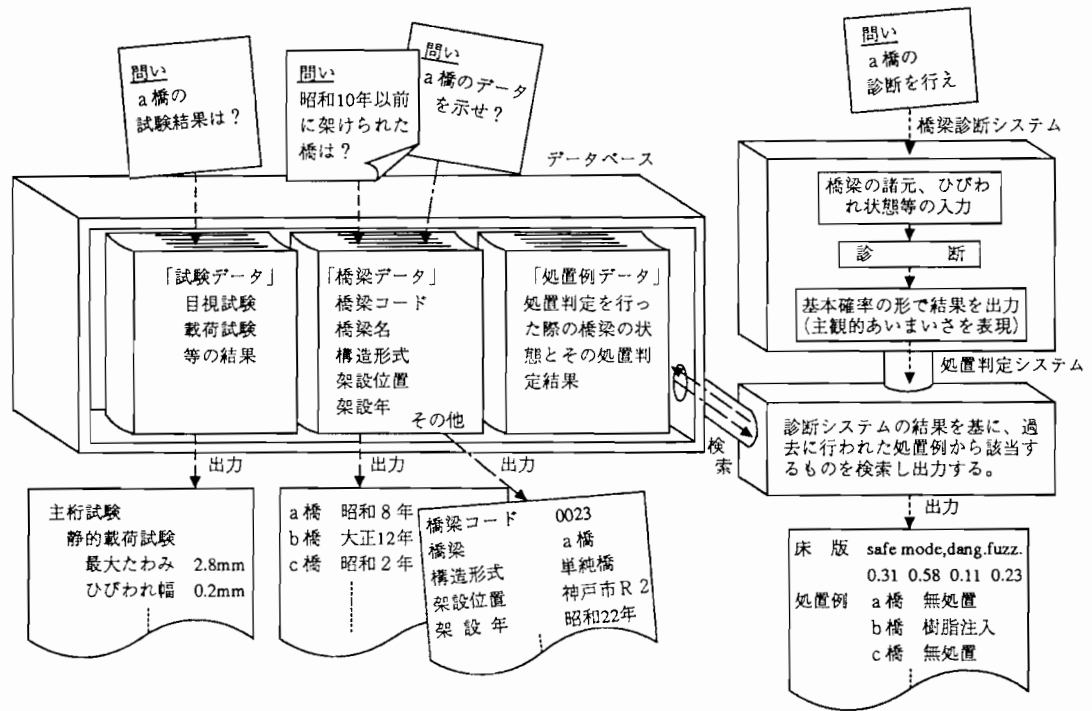 問い
a橋の
試験結果は？
問い
昭和10年以前
に架けられた
橋は？
問い
a橋のデータ
を示せ？
問い
a橋の
診断を行え
データベース
「試験データ」
目視試験
載荷試験
等の結果
「橋梁データ」
橋梁コード
橋梁名
構造形式
架設位置
架設年
その他
「処置例データ」
処置判定を行っ
た際の橋梁の状
態とその処置判
定結果
橋梁診断システム
橋梁の諸元、ひびわ
れ状態等の入力
診　断
基本確率の形で結果を出力
(主観的あいまいさを表現)
処置判定システム
検索
診断システムの結果を基に、過
去に行われた処置例から該当す
るものを検索し出力する。
出力
出力
出力
出力
主桁試験
静的載荷試験
最大たわみ 2.8mm
ひびわれ幅 0.2mm
a橋 昭和8年
b橋 大正12年
c橋 昭和2年
橋梁コード 0023
橋梁 a橋
構造形式 単純橋
架設位置 神戸市R2
架設年 昭和22年
床版 safe mode,dang.fuzz.
0.31 0.58 0.11 0.23
処置例 a橋 無処置
b橋 樹脂注入
c橋 無処置